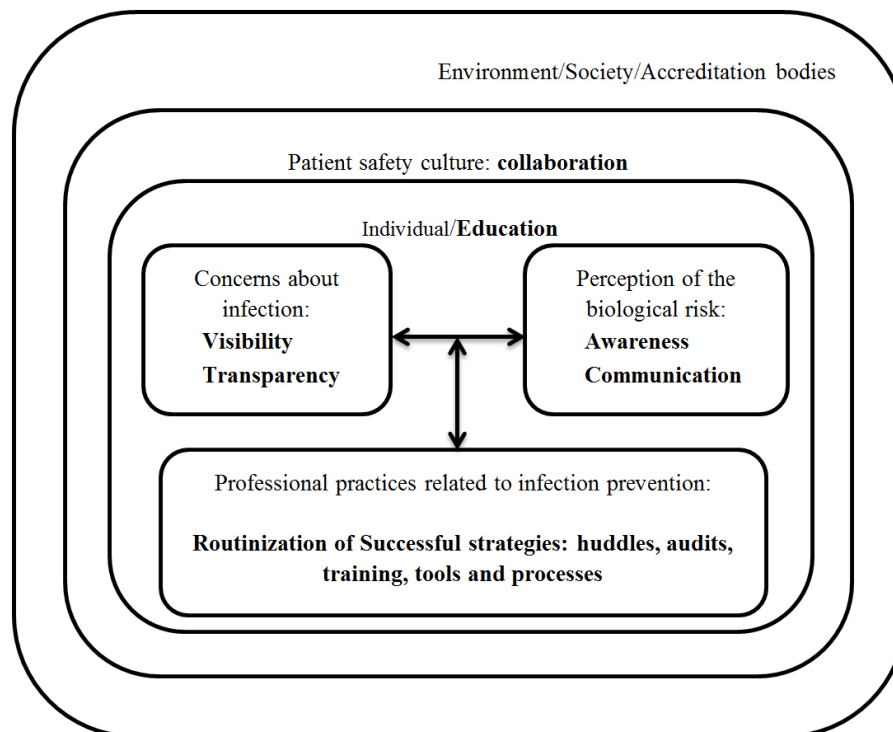 Environment/Society/Accreditation bodies
Patient safety culture: collaboration
Individual/Education
Concerns about
infection:
Visibility
Transparency
Perception of the
biological risk:
Awareness
Communication
Professional practices related to infection prevention:
Routinization of Successful strategies: huddles, audits,
training, tools and processes